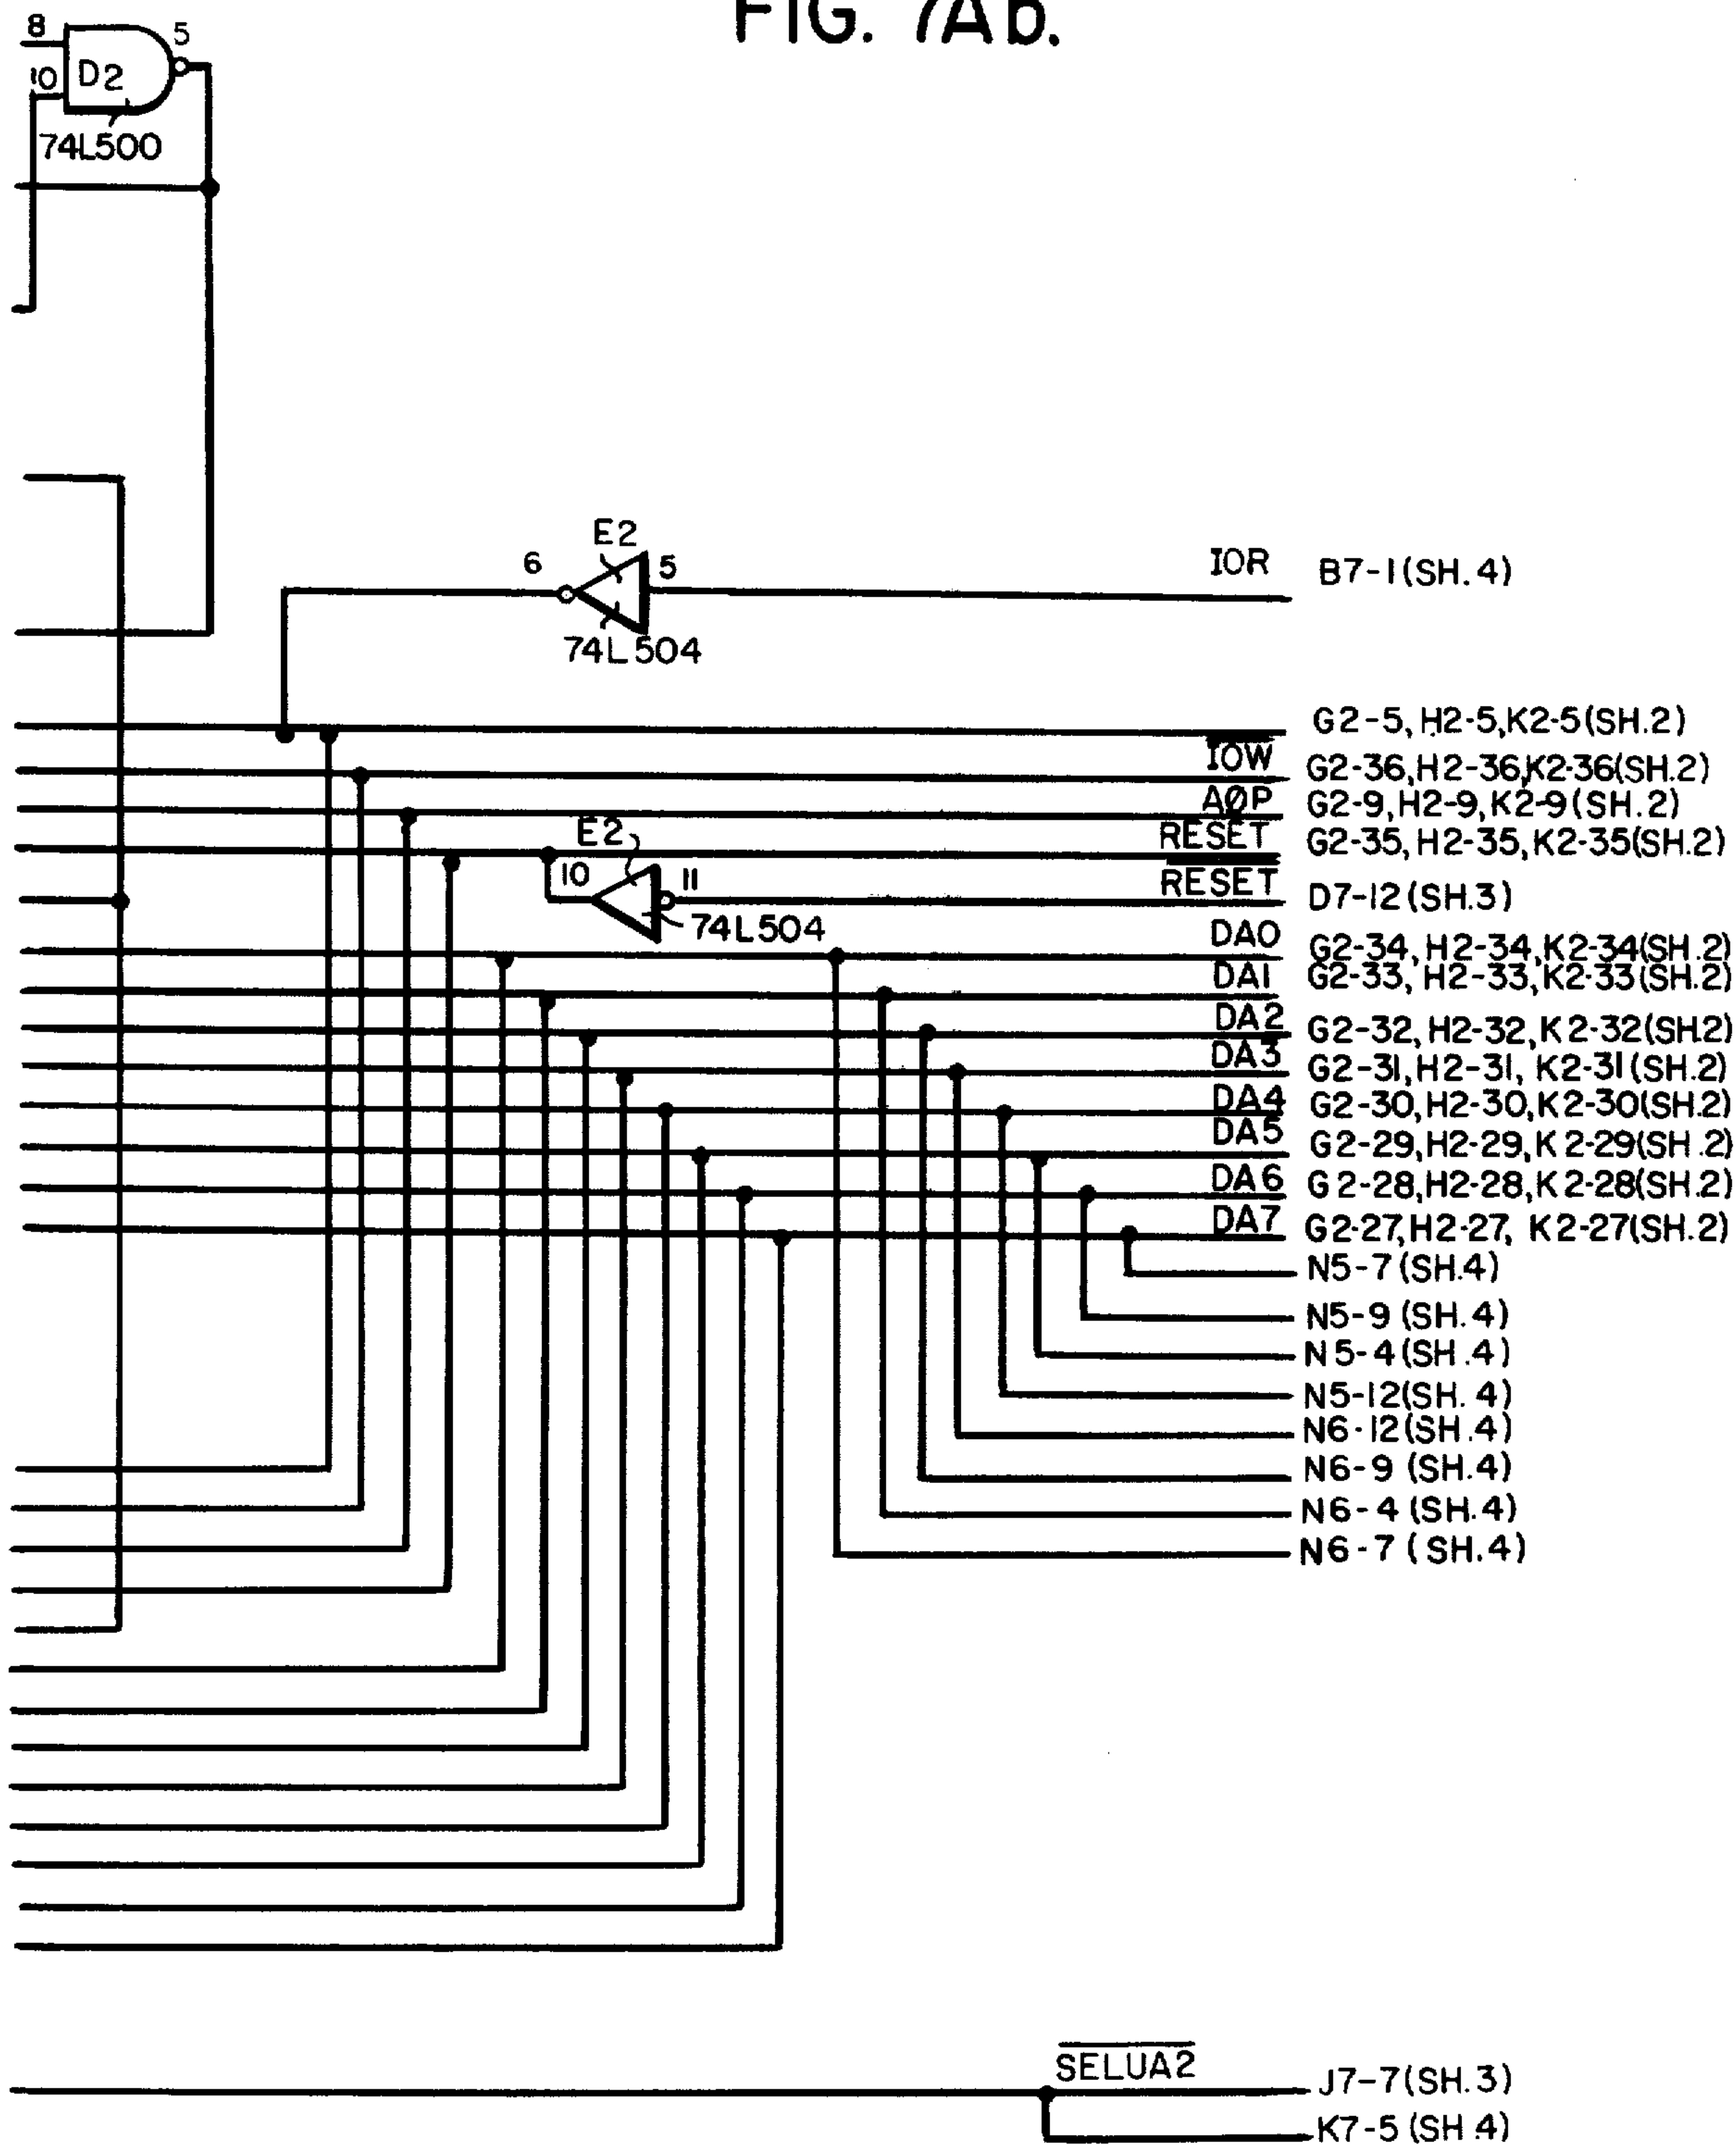 FIG. 7Ab.
8
5
10
D2
74L500
E2
6
5
IOR B7-1(SH.4)
74L504
G2-5, H2-5,K2-5(SH.2)
IOW G2-36,H2-36,K2-36(SH.2)
AØP G2-9,H2-9,K2-9(SH.2)
E2
RESET G2-35,H2-35,K2-35(SH.2)
10
11
RESET D7-12(SH.3)
74L504
DA0 G2-34,H2-34,K2-34(SH.2)
DA1 G2-33,H2-33,K2-33(SH.2)
DA2 G2-32,H2-32,K2-32(SH.2)
DA3 G2-31,H2-31, K2-31(SH.2)
DA4 G2-30,H2-30,K2-30(SH.2)
DA5 G2-29,H2-29,K2-29(SH.2)
DA6 G2-28,H2-28,K2-28(SH.2)
DA7 G2-27,H2-27, K2-27(SH.2)
N5-7(SH.4)
N5-9(SH.4)
N5-4(SH.4)
N5-12(SH.4)
N6-12(SH.4)
N6-9 (SH.4)
N6-4 (SH.4)
N6-7 (SH.4)
SELUA2
J7-7(SH.3)
K7-5(SH 4)